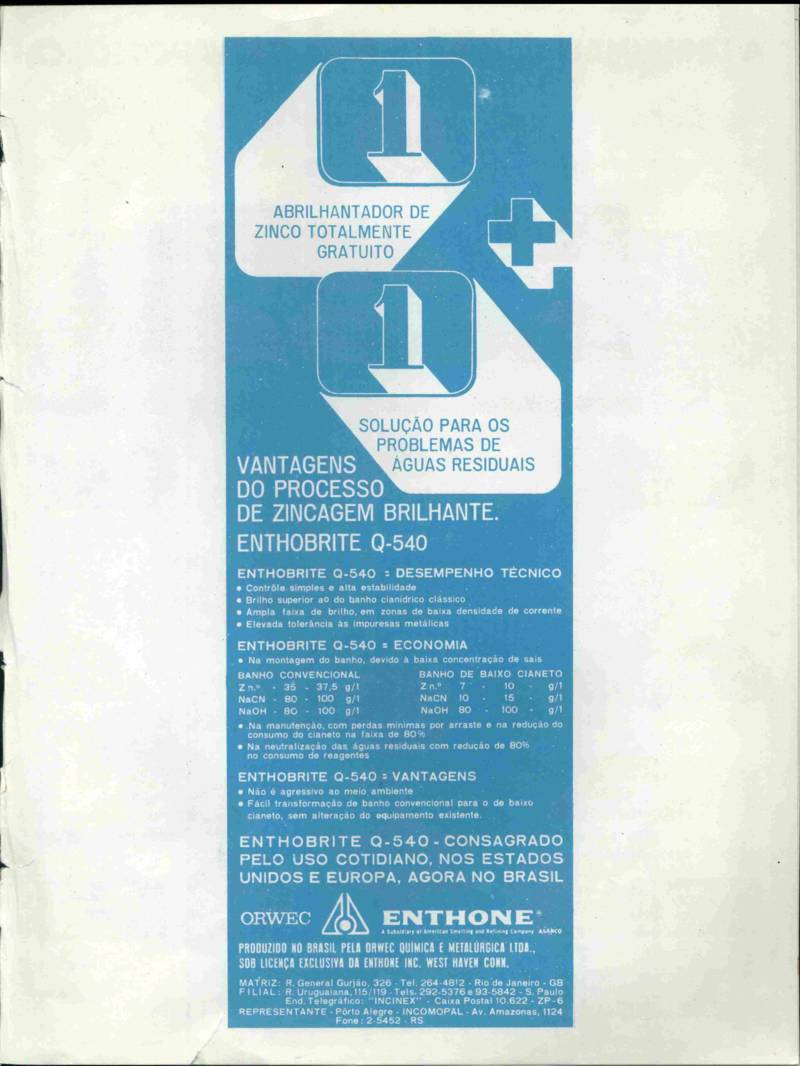 1
ABRILHANTADOR DE
ZINCO TOTALMENTE
GRATUITO
+
1
SOLUÇÃO PARA OS
PROBLEMAS DE
ÁGUAS RESIDUAIS
VANTAGENS
DO PROCESSO
DE ZINCAGEM BRILHANTE.
ENTHOBRITE Q-540
ENTHOBRITE Q-540 = DESEMPENHO TÉCNICO
• Contrôle simples e alta estabilidade
• Brilho superior ao do banho cianídrico clássico
• Ampla faixa de brilho, em zonas de baixa densidade de corrente
• Elevada tolerância às impuresas metálicas
ENTHOBRITE Q-540 = ECONOMIA
• Na montagem do banho, devido à baixa concentração de sais
BANHO CONVENCIONAL BANHO DE BAIXO CIANETO
Zn.º - 35 - 37,5 g/l Zn.º 7 - 10 - g/l
NaCN - 80 - 100 g/l NaCN 10 - 15 - g/l
NaOH - 80 - 100 g/l NaOH 80 - 100 - g/l
• Na manutenção, com perdas mínimas por arraste e na redução do
consumo do cianeto na faixa de 80%
• Na neutralização das águas residuais com redução de 80%
no consumo de reagentes
ENTHOBRITE Q-540 = VANTAGENS
• Não é agressivo ao meio ambiente
• Fácil transformação de banho convencional para o de baixo
cianeto, sem alteração do equipamento existente.
ENTHOBRITE Q-540 - CONSAGRADO
PELO USO COTIDIANO, NOS ESTADOS
UNIDOS E EUROPA, AGORA NO BRASIL
ORWEC ENTHONE®
A Subsidiary of American Smelting and Refining Company ASARCO
PRODUZIDO NO BRASIL PELA ORWEC QUÍMICA E METALÚRGICA LTDA.,
SOB LICENÇA EXCLUSIVA DA ENTHONE INC. WEST HAVEN CONN.
MATRIZ: R. General Gurjão, 326 - Tel. 264-4812 - Rio de Janeiro - GB
FILIAL: R. Uruguaiana, 115/119 - Tels. 292-5376 e 93-5842 - S. Paulo
End. Telegráfico: "INCINEX" - Caixa Postal 10.622 - ZP-6
REPRESENTANTE - Pôrto Alegre - INCOMOPAL - Av. Amazonas, 1124
Fone: 2-5452 - RS